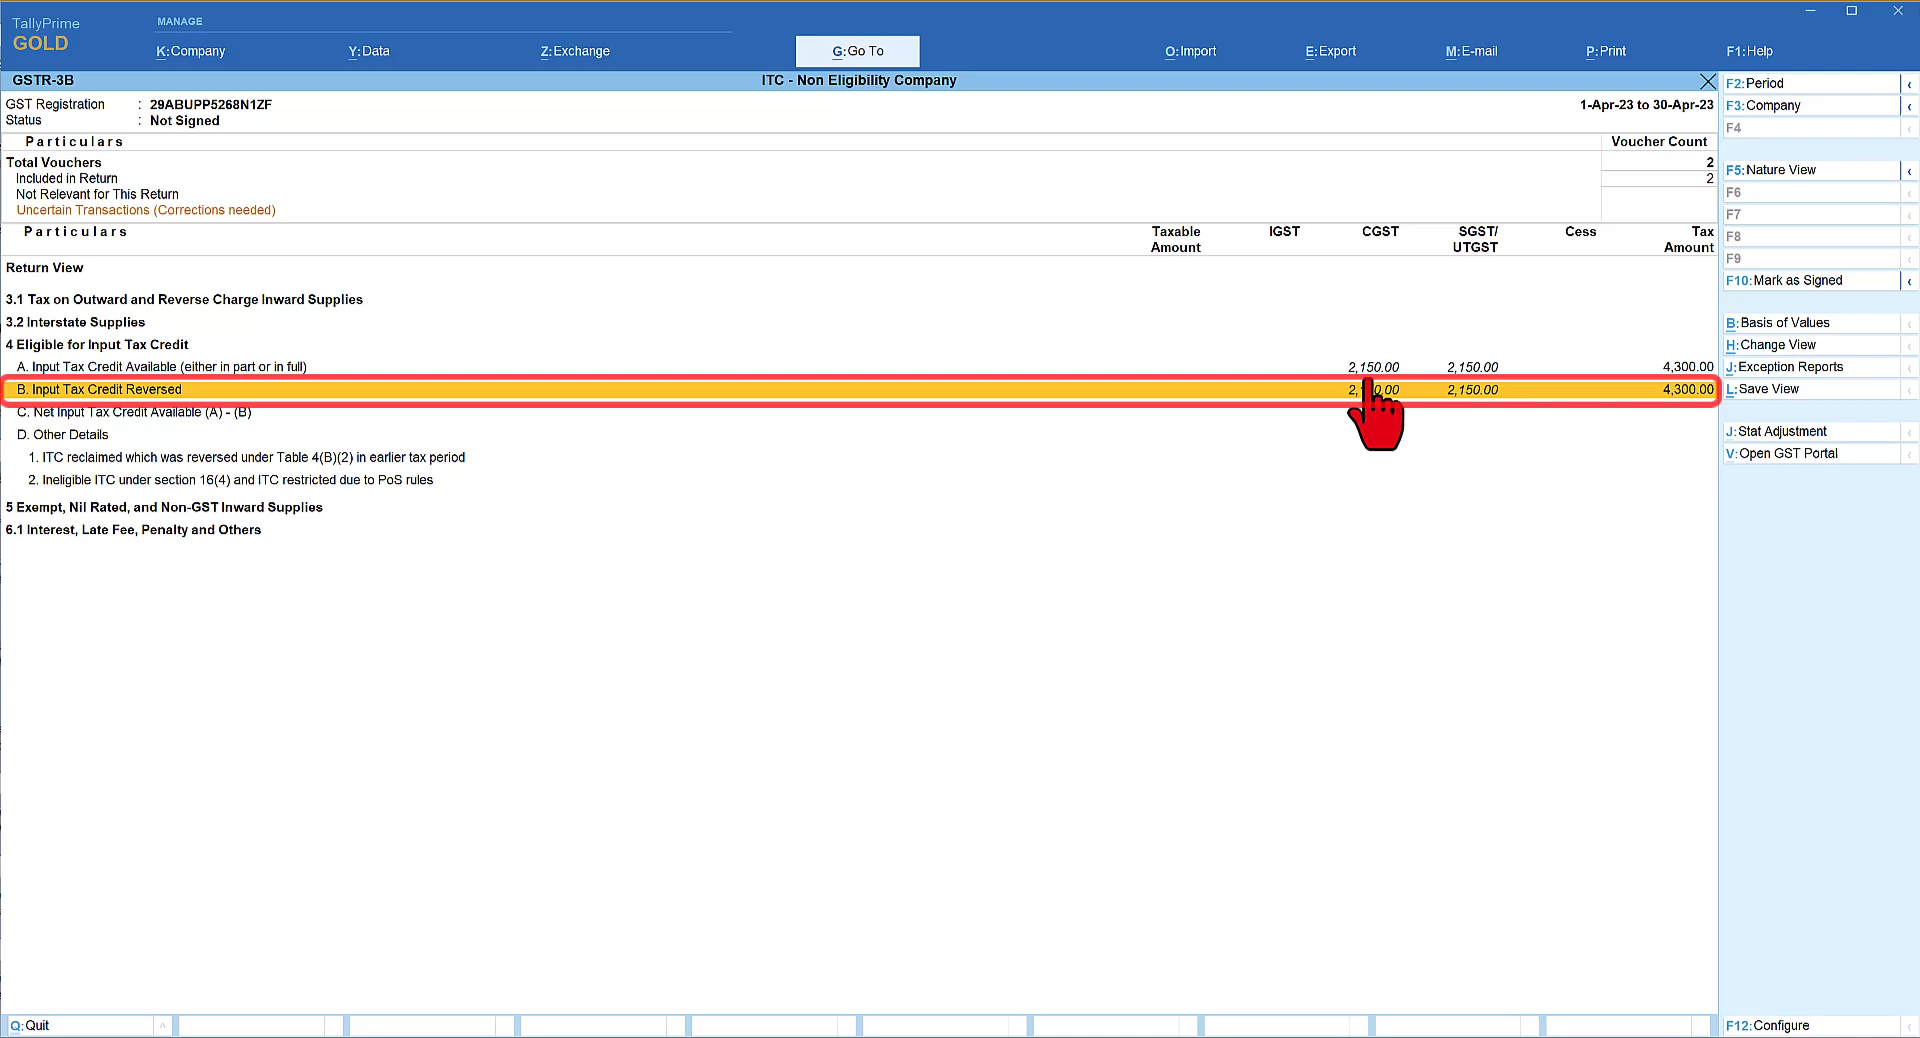 TallyPrime
GOLD
MANAGE
K:Company
Y:Data
Z:Exchange
G:Go To
O:Import
E:Export
M:E-mail
P:Print
F1:Help
GSTR-3B
ITC - Non Eligibility Company
GST Registration : 29ABUPP5268N1ZF
1-Apr-23 to 30-Apr-23
Status : Not Signed
Particulars Voucher Count
Total Vouchers 2
Included in Return 2
Not Relevant for This Return
Uncertain Transactions (Corrections needed)
Particulars Taxable Amount IGST CGST SGST/UTGST Cess Tax Amount
Return View
3.1 Tax on Outward and Reverse Charge Inward Supplies
3.2 Interstate Supplies
4 Eligible for Input Tax Credit
A. Input Tax Credit Available (either in part or in full) 2,150.00 2,150.00 4,300.00
B. Input Tax Credit Reversed 2,150.00 4,300.00
C. Net Input Tax Credit Available (A) - (B)
D. Other Details
1. ITC reclaimed which was reversed under Table 4(B)(2) in earlier tax period
2. Ineligible ITC under section 16(4) and ITC restricted due to PoS rules
5 Exempt, Nil Rated, and Non-GST Inward Supplies
6.1 Interest, Late Fee, Penalty and Others
F2:Period
F3:Company
F4
F5:Nature View
F6
F7
F8
F9
F10:Mark as Signed
B:Basis of Values
H:Change View
J:Exception Reports
L:Save View
J:Stat Adjustment
V:Open GST Portal
Q:Quit
F12:Configure